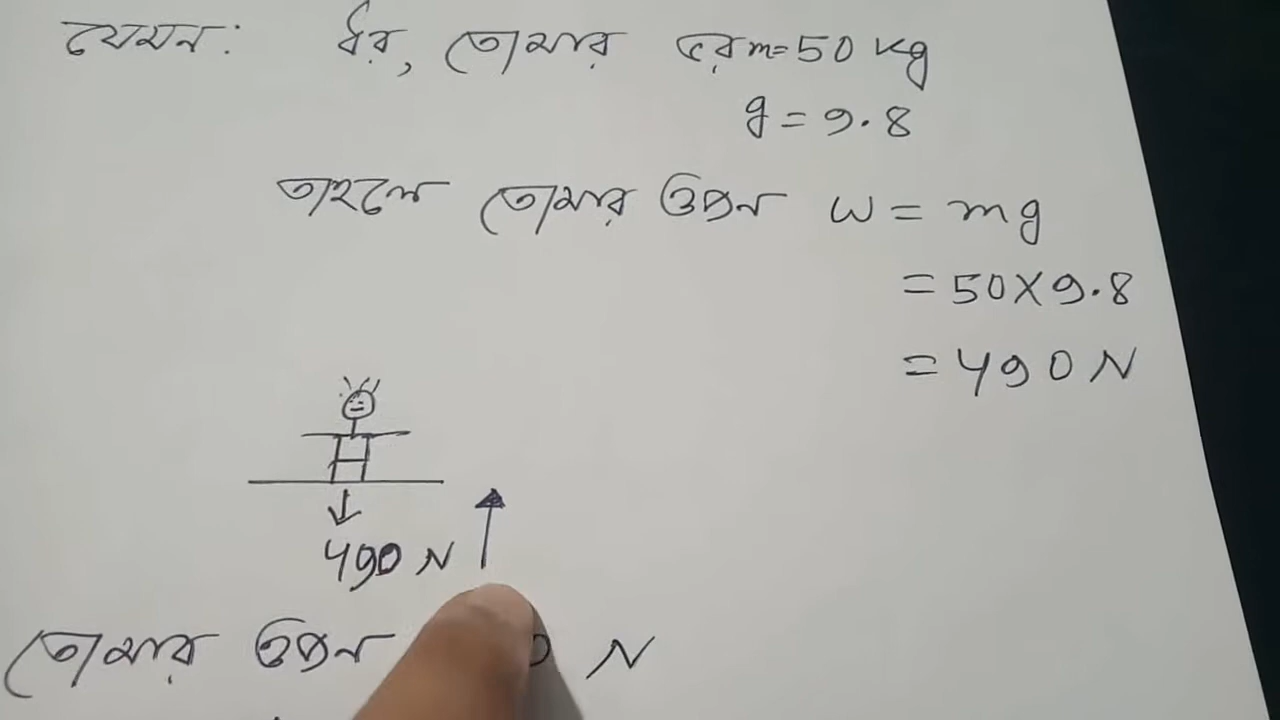 যেমন: ধর, তোমার ভর m=50 kg
g = 9.8
তাহলে তোমার ওজন W = mg
= 50×9.8
= 490 N
490 N
তোমার ওজন N